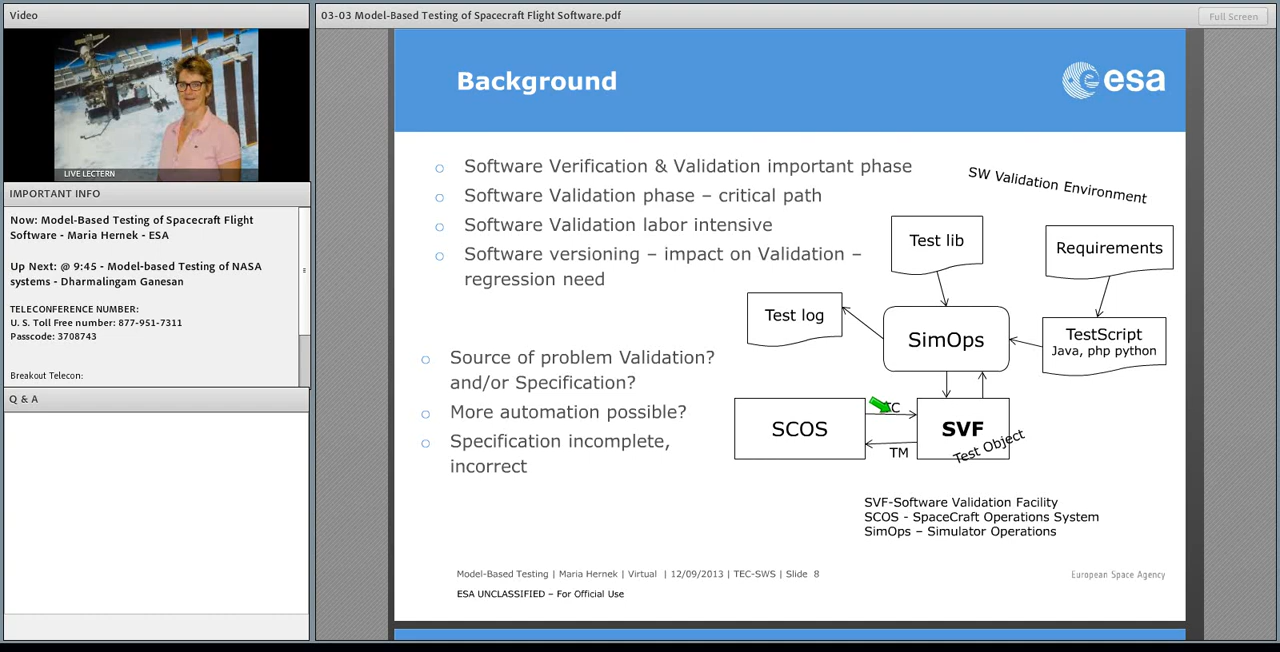 Video
LIVE LECTERN
IMPORTANT INFO
Now: Model-Based Testing of Spacecraft Flight
Software - Maria Hernek - ESA
Up Next: @ 9:45 - Model-based Testing of NASA
systems - Dharmalingam Ganesan
TELECONFERENCE NUMBER:
U. S. Toll Free number: 877-951-7311
Passcode: 3708743
Breakout Telecon:
Q & A
03-03 Model-Based Testing of Spacecraft Flight Software.pdf
Full Screen
Background
esa
o Software Verification & Validation important phase
o Software Validation phase – critical path
o Software Validation labor intensive
o Software versioning – impact on Validation –
regression need
o Source of problem Validation?
and/or Specification?
o More automation possible?
o Specification incomplete,
incorrect
SW Validation Environment
Test lib
Requirements
Test log
SimOps
TestScript
Java, php python
SCOS
TC
TM
SVF
Test Object
SVF-Software Validation Facility
SCOS - SpaceCraft Operations System
SimOps – Simulator Operations
Model-Based Testing | Maria Hernek | Virtual | 12/09/2013 | TEC-SWS | Slide 8
European Space Agency
ESA UNCLASSIFIED – For Official Use